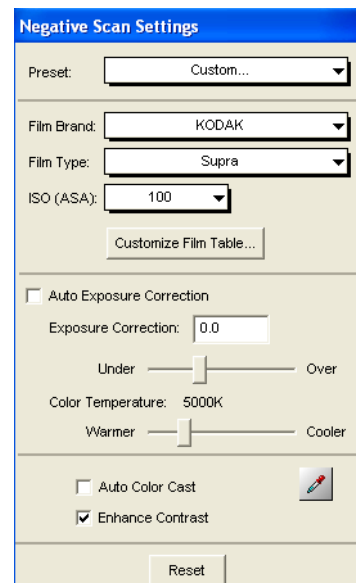 Negative Scan Settings
Preset: Custom...
Film Brand: KODAK
Film Type: Supra
ISO (ASA): 100
Customize Film Table...
Auto Exposure Correction
Exposure Correction: 0.0
Under Over
Color Temperature: 5000K
Warmer Cooler
Auto Color Cast
Enhance Contrast
Reset